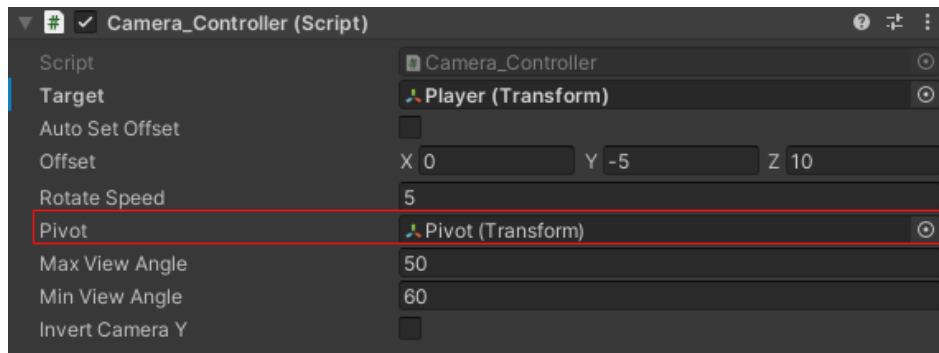 Camera_Controller (Script)
Script Camera_Controller
Target Player (Transform)
Auto Set Offset
Offset X 0 Y -5 Z 10
Rotate Speed 5
Pivot Pivot (Transform)
Max View Angle 50
Min View Angle 60
Invert Camera Y